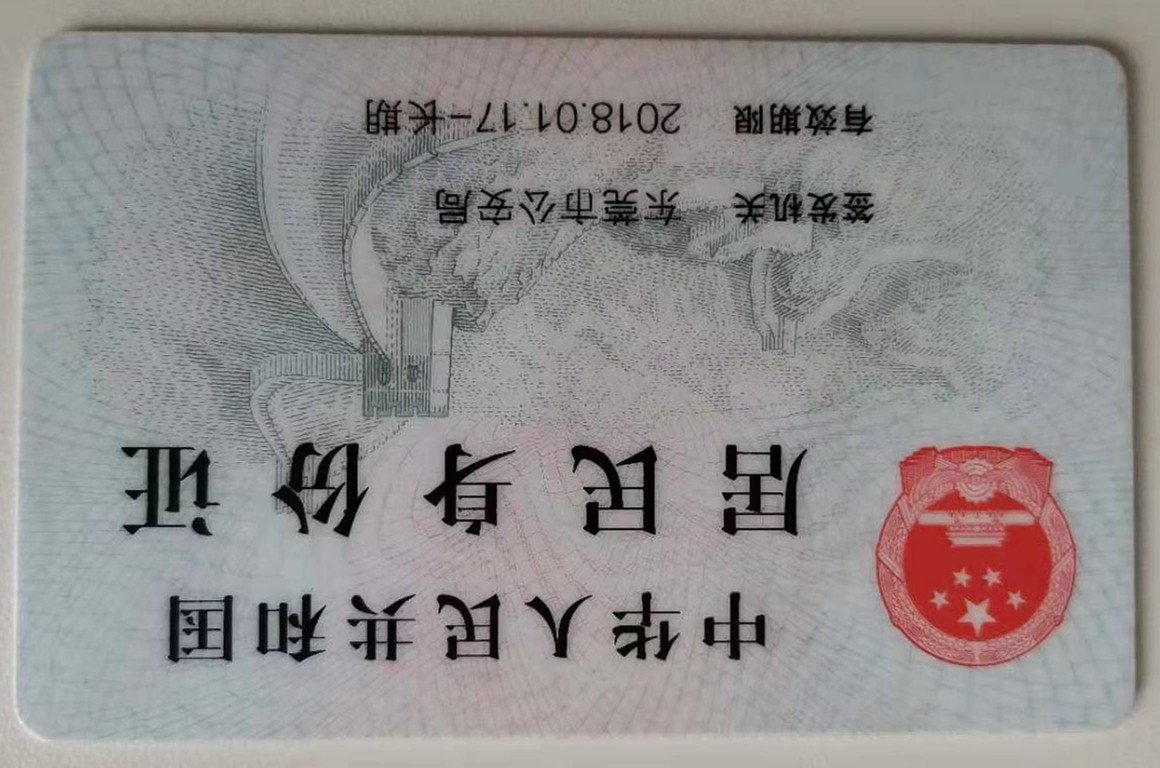 中华人民共和国
居民身份证
签发机关 东莞市公安局
有效期限 2018.01.17-长期